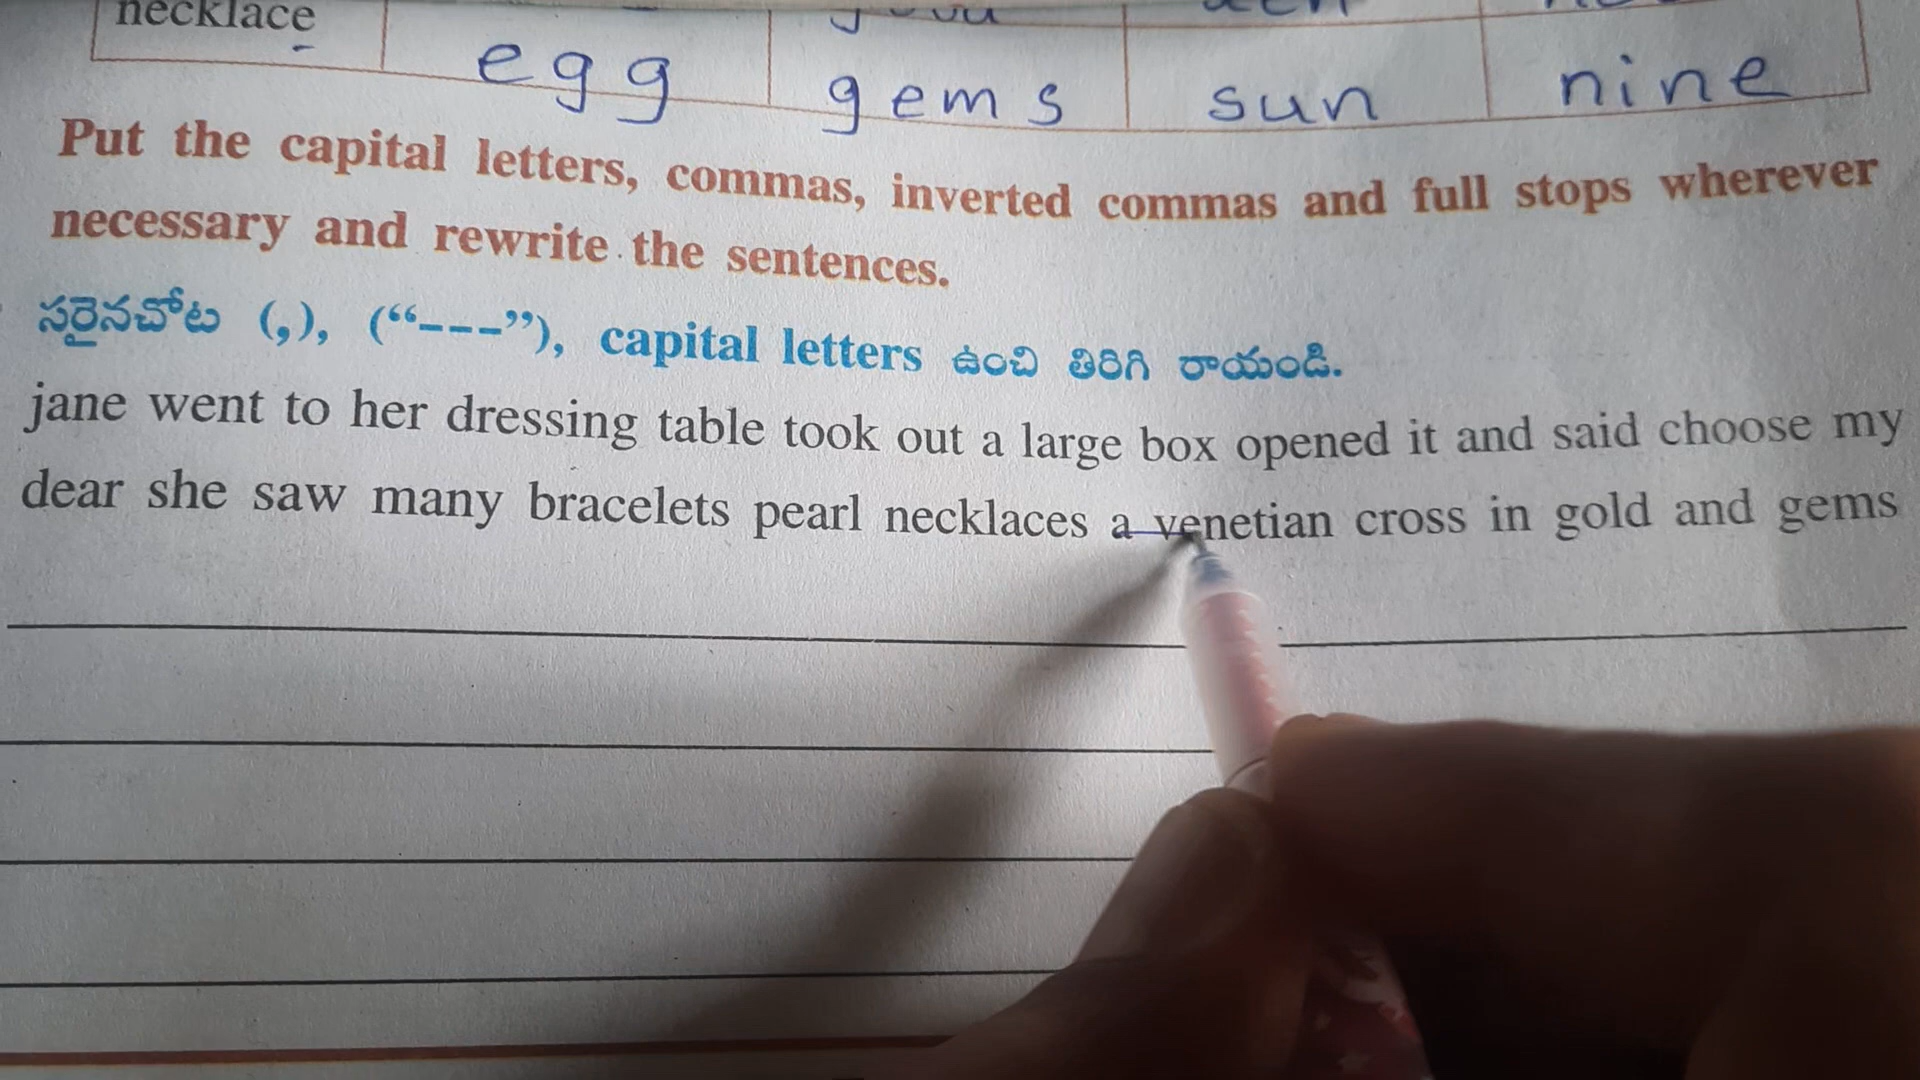 necklace
egg gems sun nine
Put the capital letters, commas, inverted commas and full stops wherever
necessary and rewrite the sentences.
సరైనచోట (,), (“---”), capital letters ఉంచి తిరిగి రాయండి.
jane went to her dressing table took out a large box opened it and said choose my
dear she saw many bracelets pearl necklaces a venetian cross in gold and gems